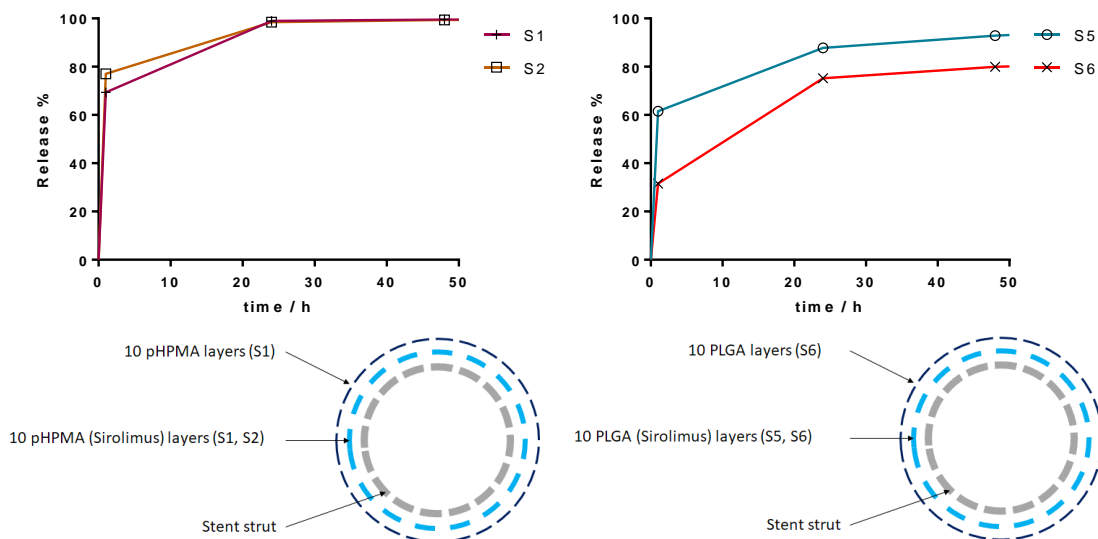 100
80
60
40
20
0
Release %
0 10 20 30 40 50
time / h
S1
S2
100
80
60
40
20
0
Release %
0 10 20 30 40 50
time / h
S5
S6
10 pHPMA layers (S1)
10 pHPMA (Sirolimus) layers (S1, S2)
Stent strut
10 PLGA layers (S6)
10 PLGA (Sirolimus) layers (S5, S6)
Stent strut